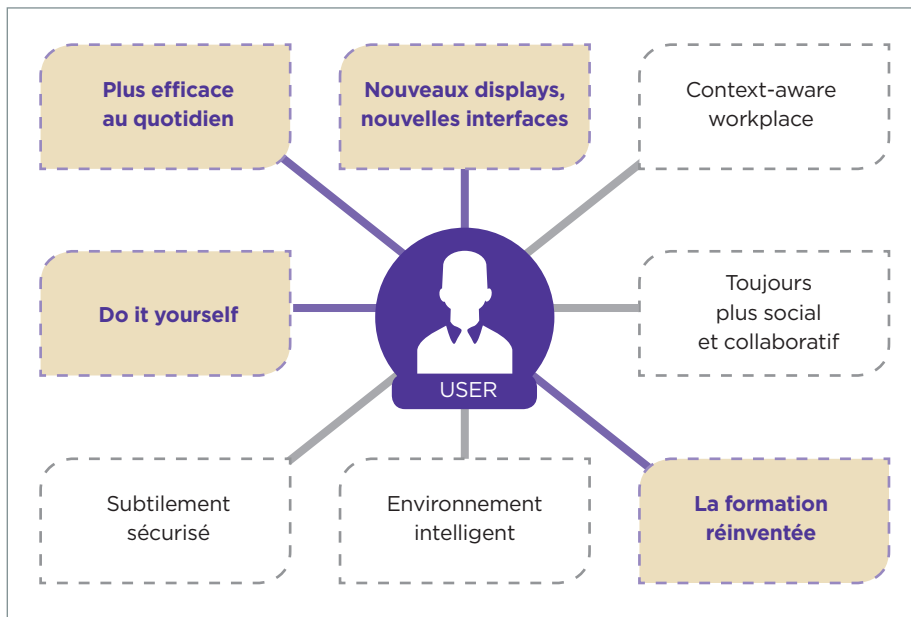 Plus efficace
au quotidien
Nouveaux displays,
nouvelles interfaces
Context-aware
workplace
Do it yourself
USER
Toujours
plus social
et collaboratif
Subtilement
sécurisé
Environnement
intelligent
La formation
réinventée